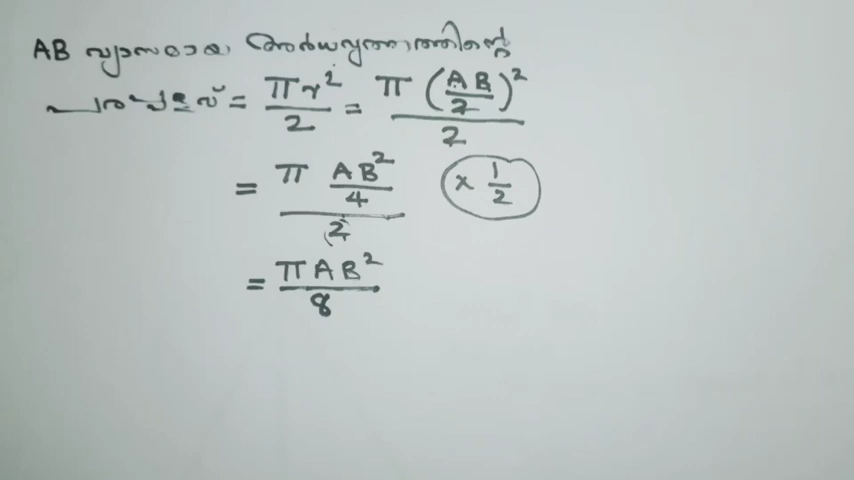 AB വ്യാസമായ അർധവൃത്തത്തിന്റെ
പരപ്പളവ് = πr²/2 = π(AB/2)²/2
= π AB²/4 / 2 × 1/2
= πAB²/8